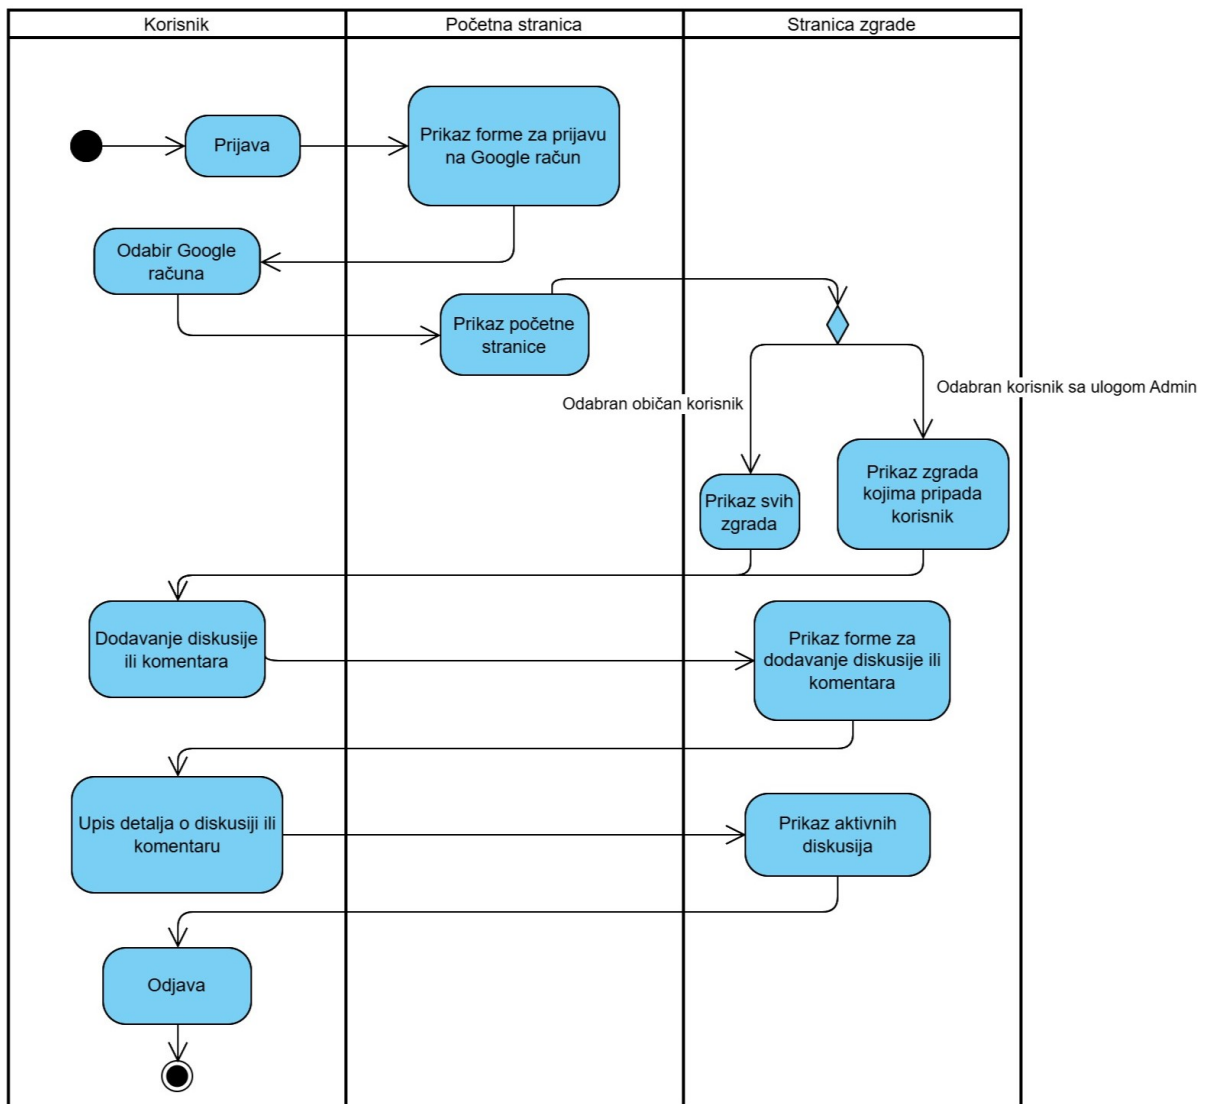 Korisnik
Početna stranica
Stranica zgrade
Prijava
Prikaz forme za prijavu
na Google račun
Odabir Google
računa
Prikaz početne
stranice
Odabran običan korisnik
Odabran korisnik sa ulogom Admin
Prikaz svih
zgrada
Prikaz zgrada
kojima pripada
korisnik
Dodavanje diskusije
ili komentara
Prikaz forme za
dodavanje diskusije ili
komentara
Upis detalja o diskusiji ili
komentaru
Prikaz aktivnih
diskusija
Odjava